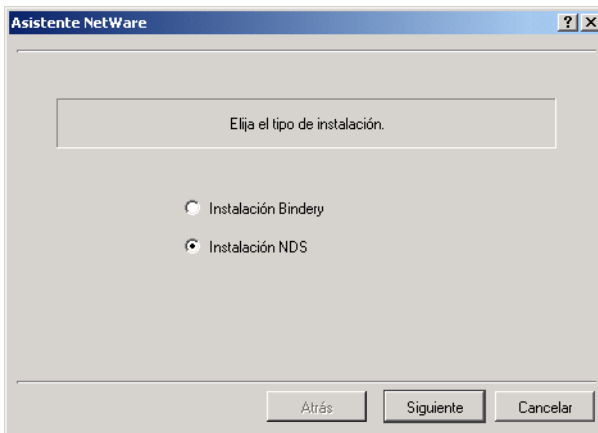 Asistente NetWare
Elija el tipo de instalación.
Instalación Bindery
Instalación NDS
Atrás Siguiente Cancelar